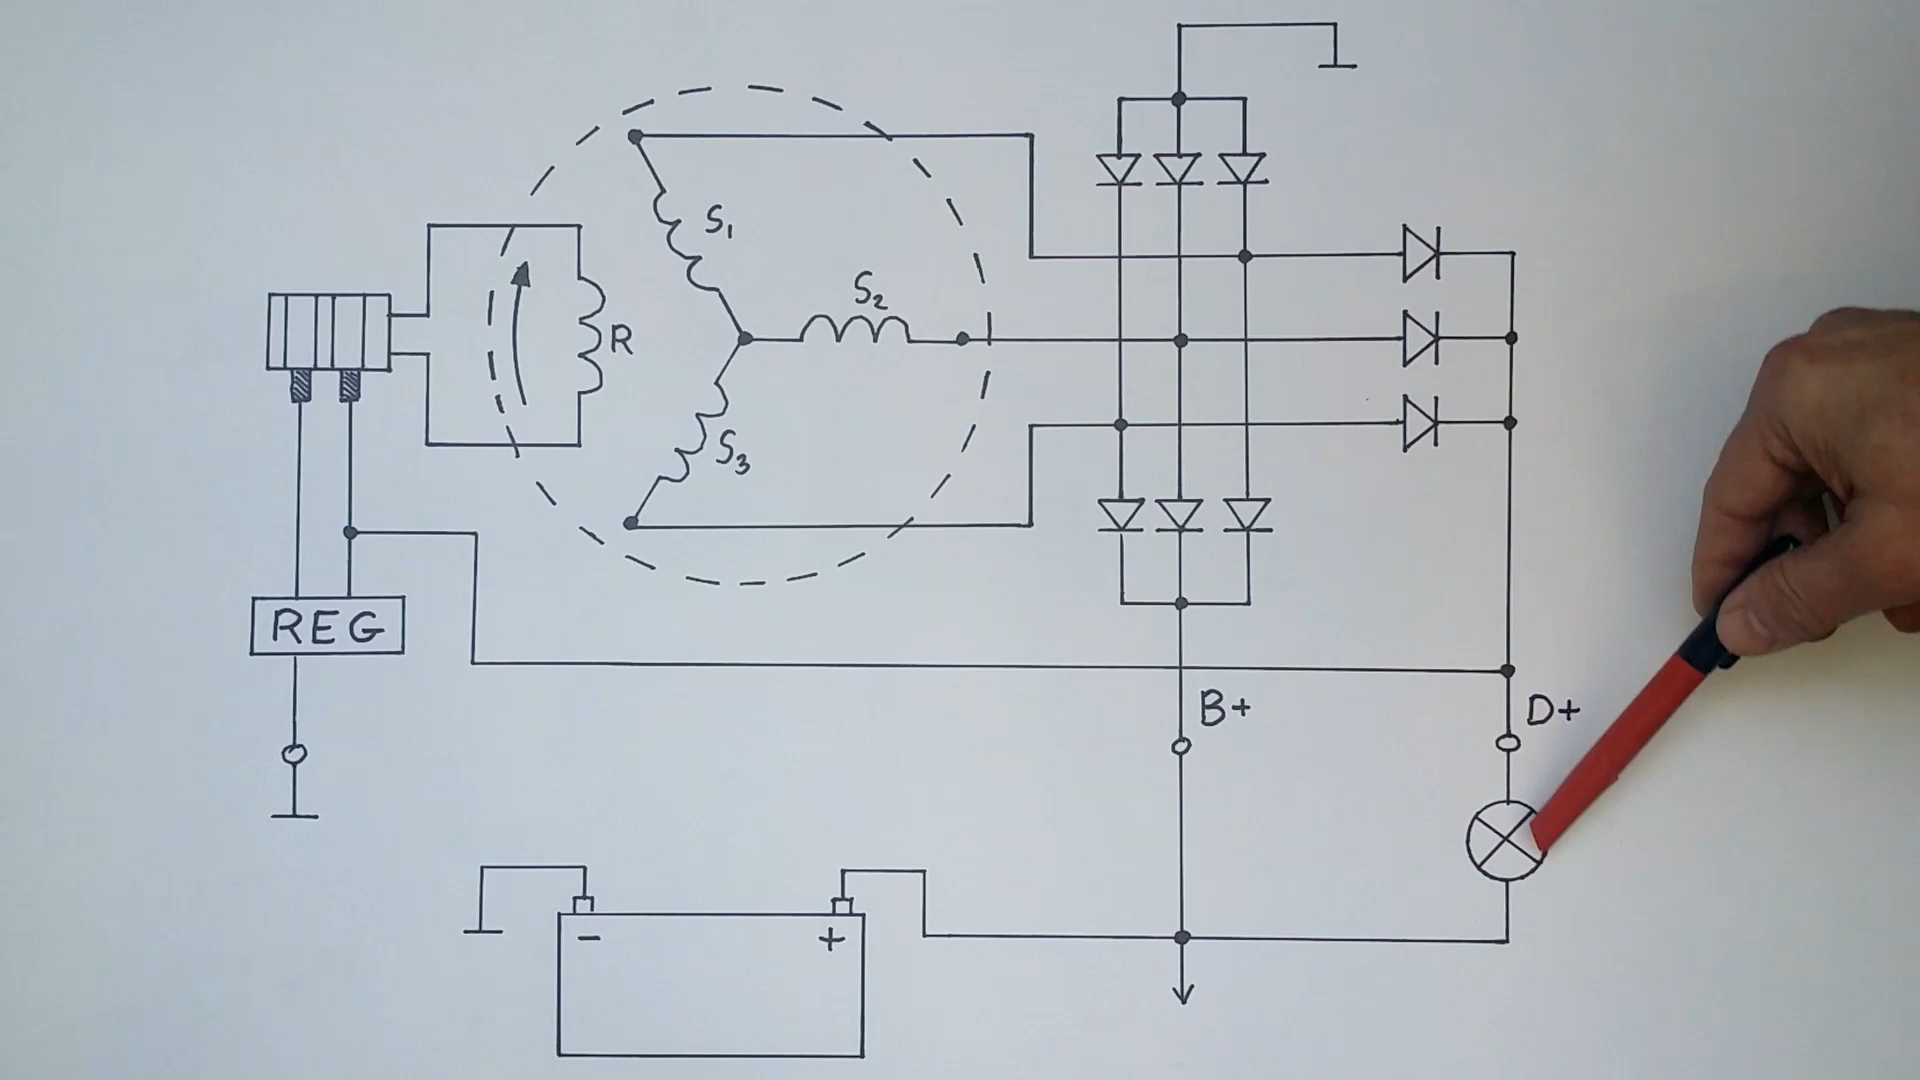 S1
S2
R
S3
REG
B+
D+
- +